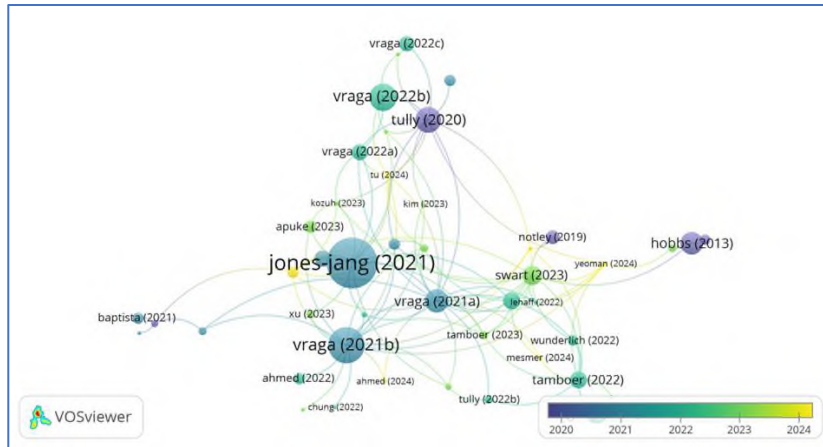 vraga (2022c)
vraga (2022b)
tully (2020)
vraga (2022a)
tu (2024)
kozuh (2023)
kim (2023)
apuke (2023)
notley (2019)
hobbs (2013)
jones-jang (2021)
yeoman (2024)
swart (2023)
vraga (2021a)
lehaff (2022)
baptista (2021)
xu (2023)
tamboer (2023)
wunderlich (2022)
vraga (2021b)
mesmer (2024)
ahmed (2022)
ahmed (2024)
tamboer (2022)
tully (2022b)
chung (2022)
VOSviewer
2020 2021 2022 2023 2024